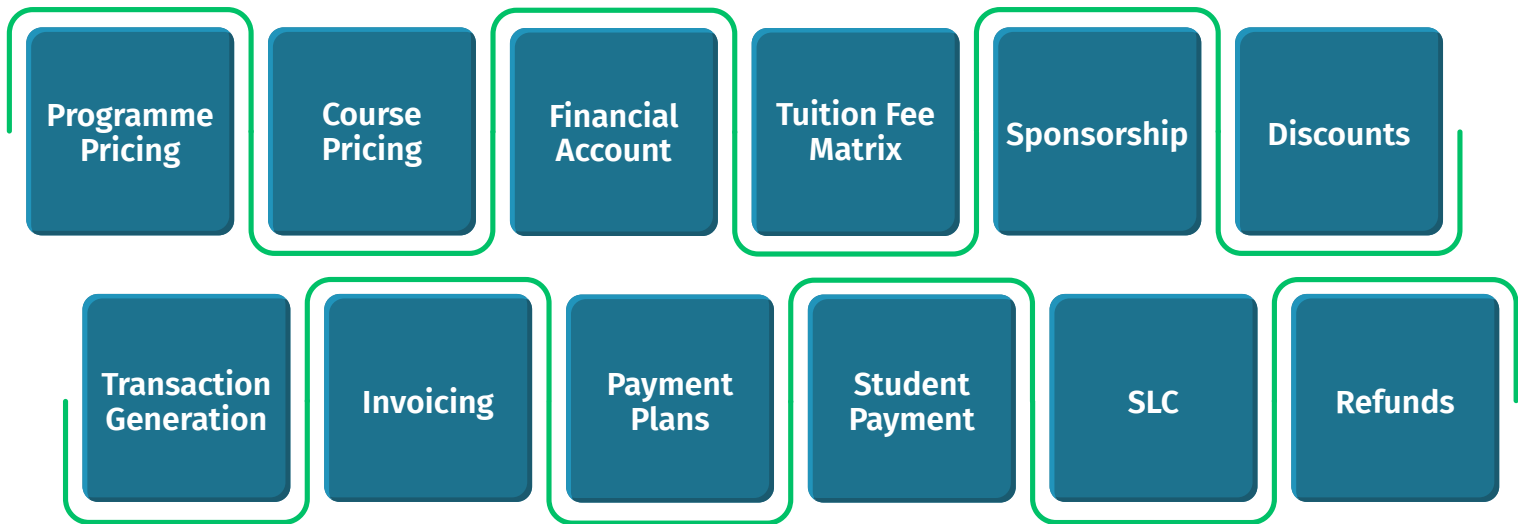 Programme
Pricing
Course
Pricing
Financial
Account
Tuition Fee
Matrix
Sponsorship
Discounts
Transaction
Generation
Invoicing
Payment
Plans
Student
Payment
SLC
Refunds